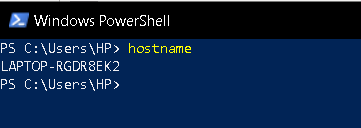 Windows PowerShell
PS C:\Users\HP> hostname
LAPTOP-RGDR8EK2
PS C:\Users\HP>